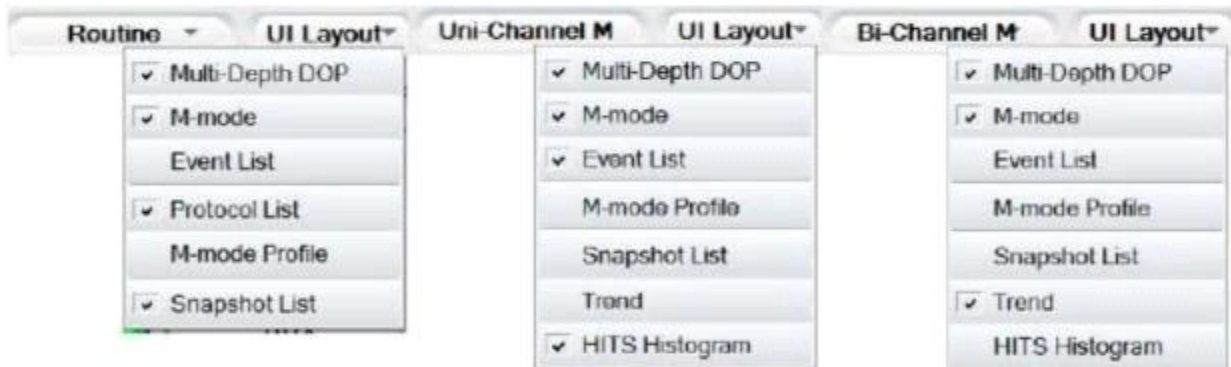 Routine UI Layout Uni-Channel M UI Layout Bi-Channel M UI Layout
Multi-Depth DOP
M-mode
Event List
Protocol List
M-mode Profile
Snapshot List
Multi-Depth DOP
M-mode
Event List
M-mode Profile
Snapshot List
Trend
HITS Histogram
Multi-Depth DOP
M-mode
Event List
M-mode Profile
Snapshot List
Trend
HITS Histogram